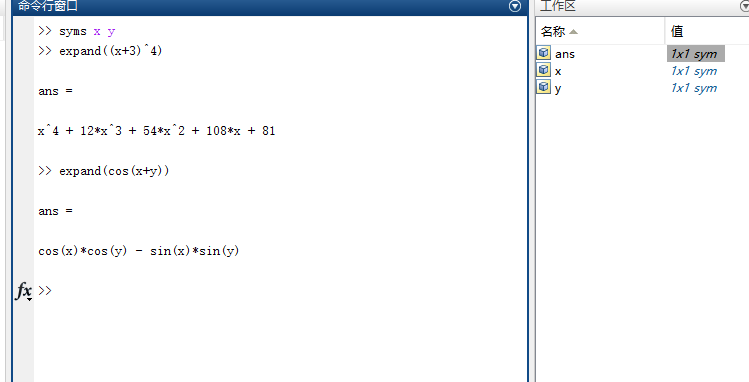 命令行窗口
>> syms x y
>> expand((x+3)^4)
ans =
x^4 + 12*x^3 + 54*x^2 + 108*x + 81
>> expand(cos(x+y))
ans =
cos(x)*cos(y) - sin(x)*sin(y)
fx >>
工作区
名称 值
ans 1x1 sym
x 1x1 sym
y 1x1 sym